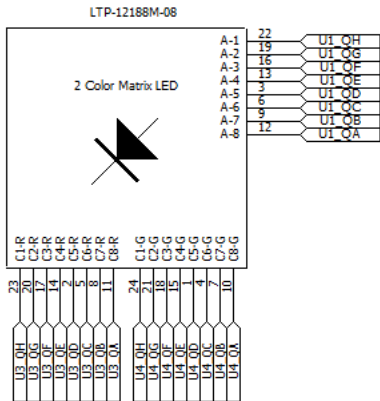 LTP-12188M-08
2 Color Matrix LED
A-1 22 U1_QH
A-2 19 U1_QG
A-3 16 U1_QF
A-4 13 U1_QE
A-5 3 U1_QD
A-6 6 U1_QC
A-7 9 U1_QB
A-8 12 U1_QA
C1-R 23 U3_QH
C2-R 20 U3_QG
C3-R 17 U3_QF
C4-R 14 U3_QE
C5-R 2 U3_QD
C6-R 5 U3_QC
C7-R 8 U3_QB
C8-R 11 U3_QA
C1-G 24 U4_QH
C2-G 21 U4_QG
C3-G 18 U4_QF
C4-G 15 U4_QE
C5-G 1 U4_QD
C6-G 4 U4_QC
C7-G 7 U4_QB
C8-G 10 U4_QA